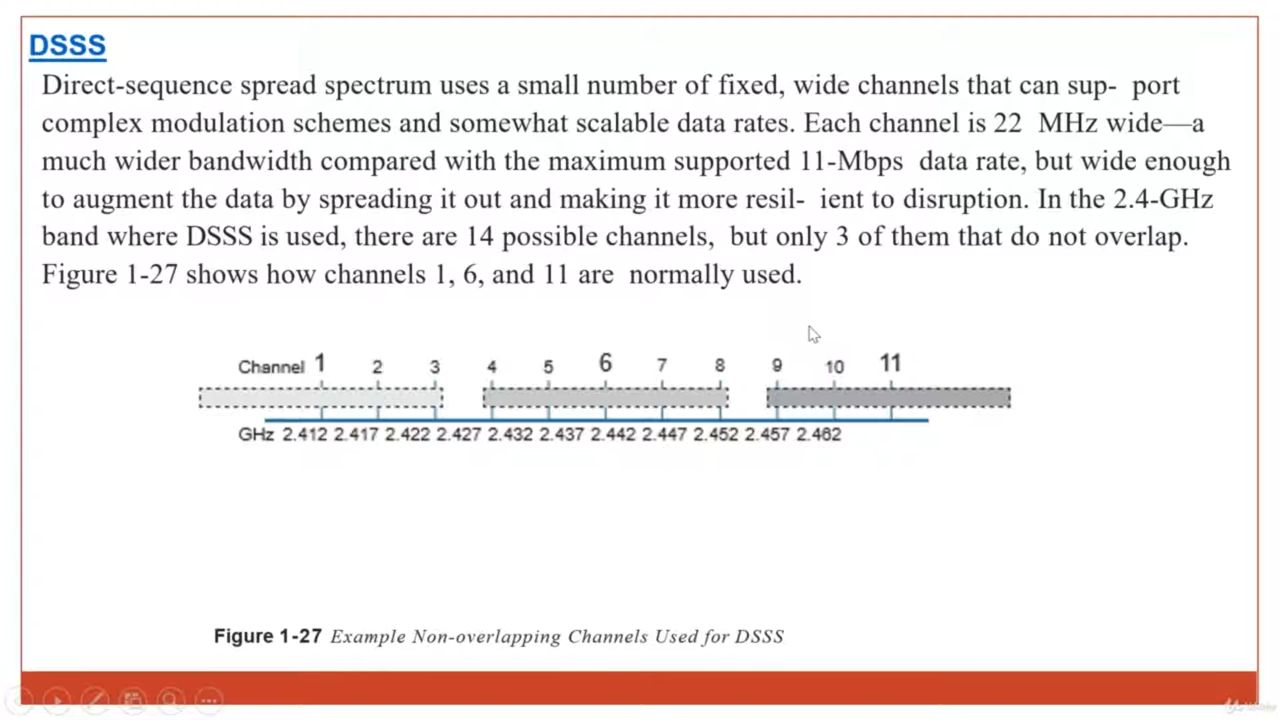 DSSS
Direct-sequence spread spectrum uses a small number of fixed, wide channels that can sup- port
complex modulation schemes and somewhat scalable data rates. Each channel is 22 MHz wide—a
much wider bandwidth compared with the maximum supported 11-Mbps data rate, but wide enough
to augment the data by spreading it out and making it more resil- ient to disruption. In the 2.4-GHz
band where DSSS is used, there are 14 possible channels, but only 3 of them that do not overlap.
Figure 1-27 shows how channels 1, 6, and 11 are normally used.
Channel 1 2 3 4 5 6 7 8 9 10 11
GHz 2.412 2.417 2.422 2.427 2.432 2.437 2.442 2.447 2.452 2.457 2.462
Figure 1-27 Example Non-overlapping Channels Used for DSSS